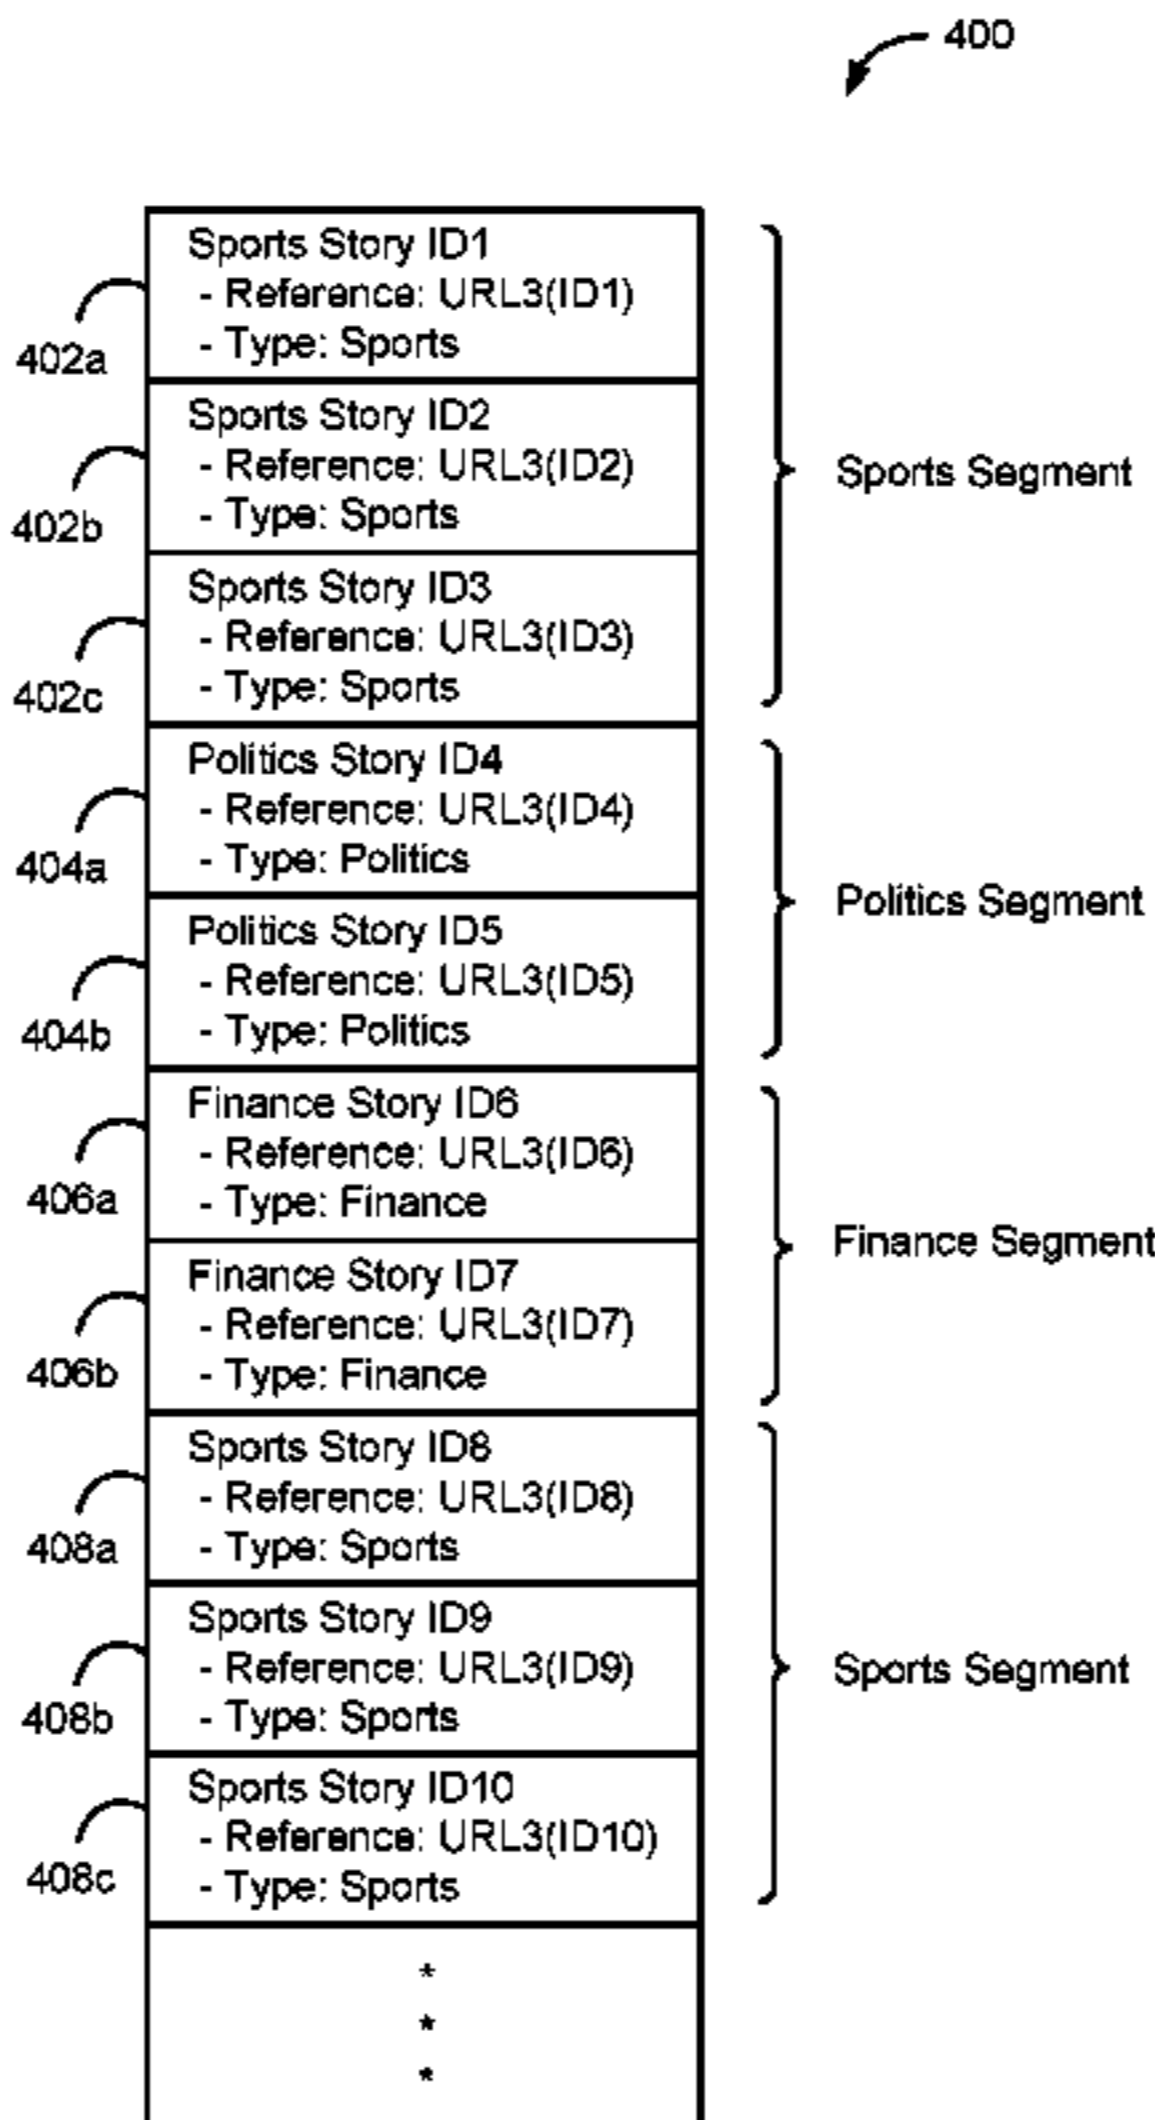 400
Sports Story ID1
- Reference: URL3(ID1)
- Type: Sports
402a
Sports Story ID2
- Reference: URL3(ID2)
- Type: Sports
402b
Sports Segment
Sports Story ID3
- Reference: URL3(ID3)
- Type: Sports
402c
Politics Story ID4
- Reference: URL3(ID4)
- Type: Politics
404a
Politics Segment
Politics Story ID5
- Reference: URL3(ID5)
- Type: Politics
404b
Finance Story ID6
- Reference: URL3(ID6)
- Type: Finance
406a
Finance Segment
Finance Story ID7
- Reference: URL3(ID7)
- Type: Finance
406b
Sports Story ID8
- Reference: URL3(ID8)
- Type: Sports
408a
Sports Story ID9
- Reference: URL3(ID9)
- Type: Sports
408b
Sports Segment
Sports Story ID10
- Reference: URL3(ID10)
- Type: Sports
408c
*
*
*